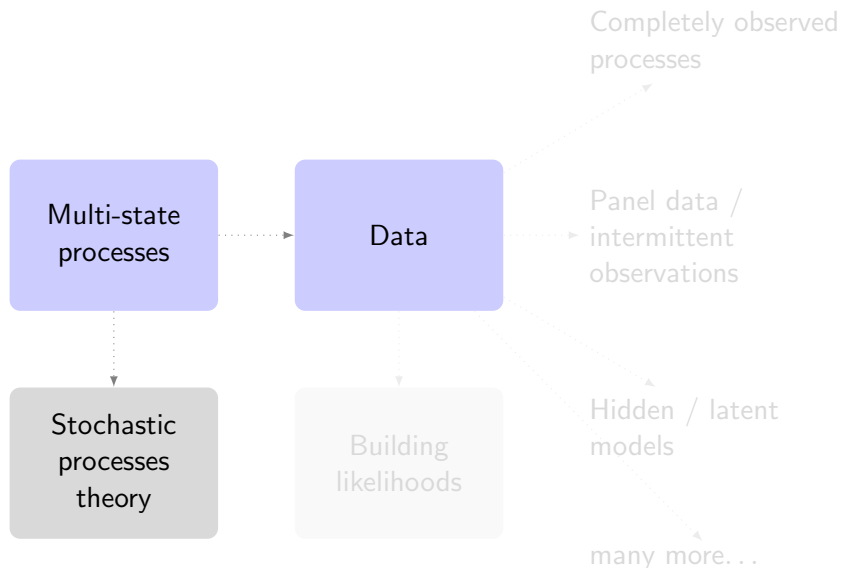 Completely observed
processes
Multi-state
processes
Data
Panel data /
intermittent
observations
Stochastic
processes
theory
Building
likelihoods
Hidden / latent
models
many more...